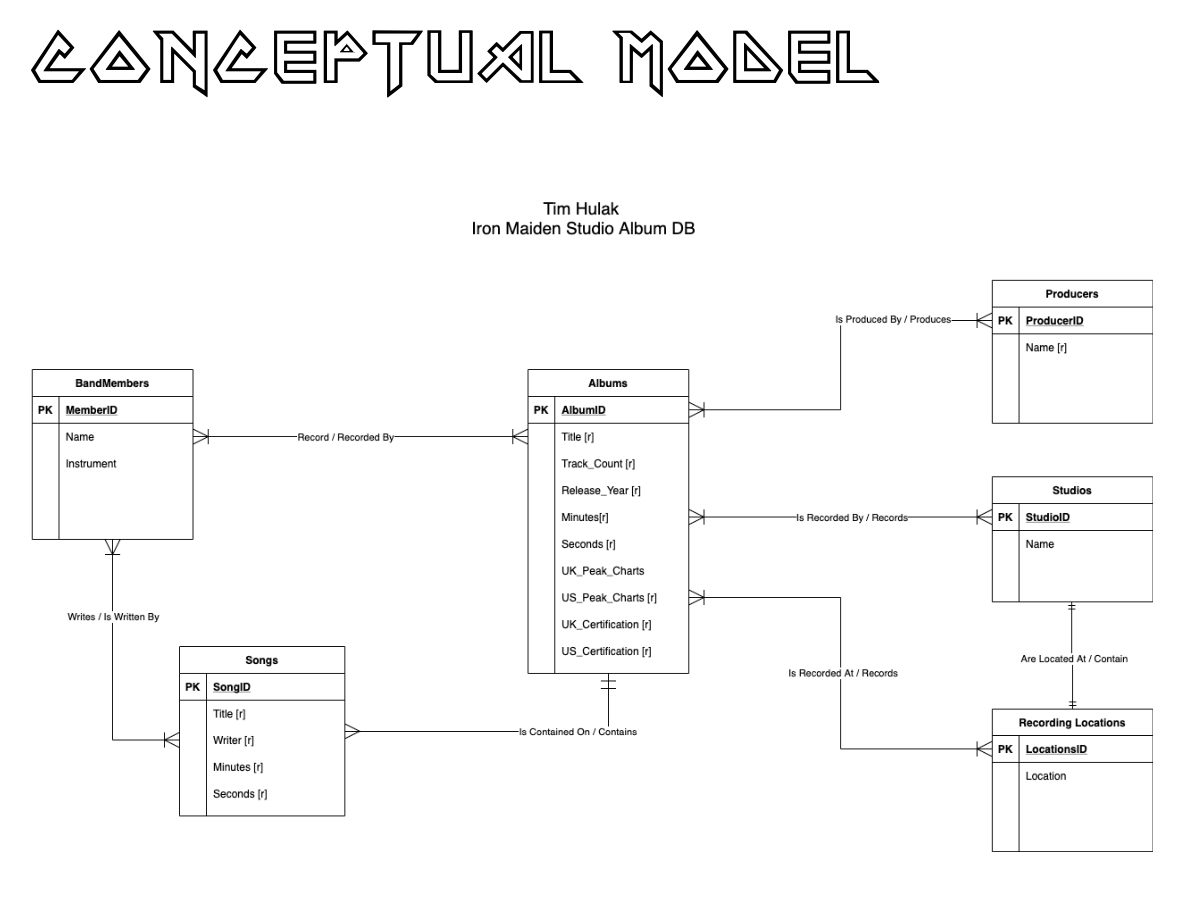 CONCEPTUAL MODEL
Tim Hulak
Iron Maiden Studio Album DB
Producers
PK ProducerID
Name [r]
Is Produced By / Produces
BandMembers
PK MemberID
Name
Instrument
Record / Recorded By
Albums
PK AlbumID
Title [r]
Track_Count [r]
Release_Year [r]
Minutes[r]
Seconds [r]
UK_Peak_Charts
US_Peak_Charts [r]
UK_Certification [r]
US_Certification [r]
Is Recorded By / Records
Studios
PK StudioID
Name
Writes / Is Written By
Songs
PK SongID
Title [r]
Writer [r]
Minutes [r]
Seconds [r]
Is Contained On / Contains
Is Recorded At / Records
Are Located At / Contain
Recording Locations
PK LocationsID
Location